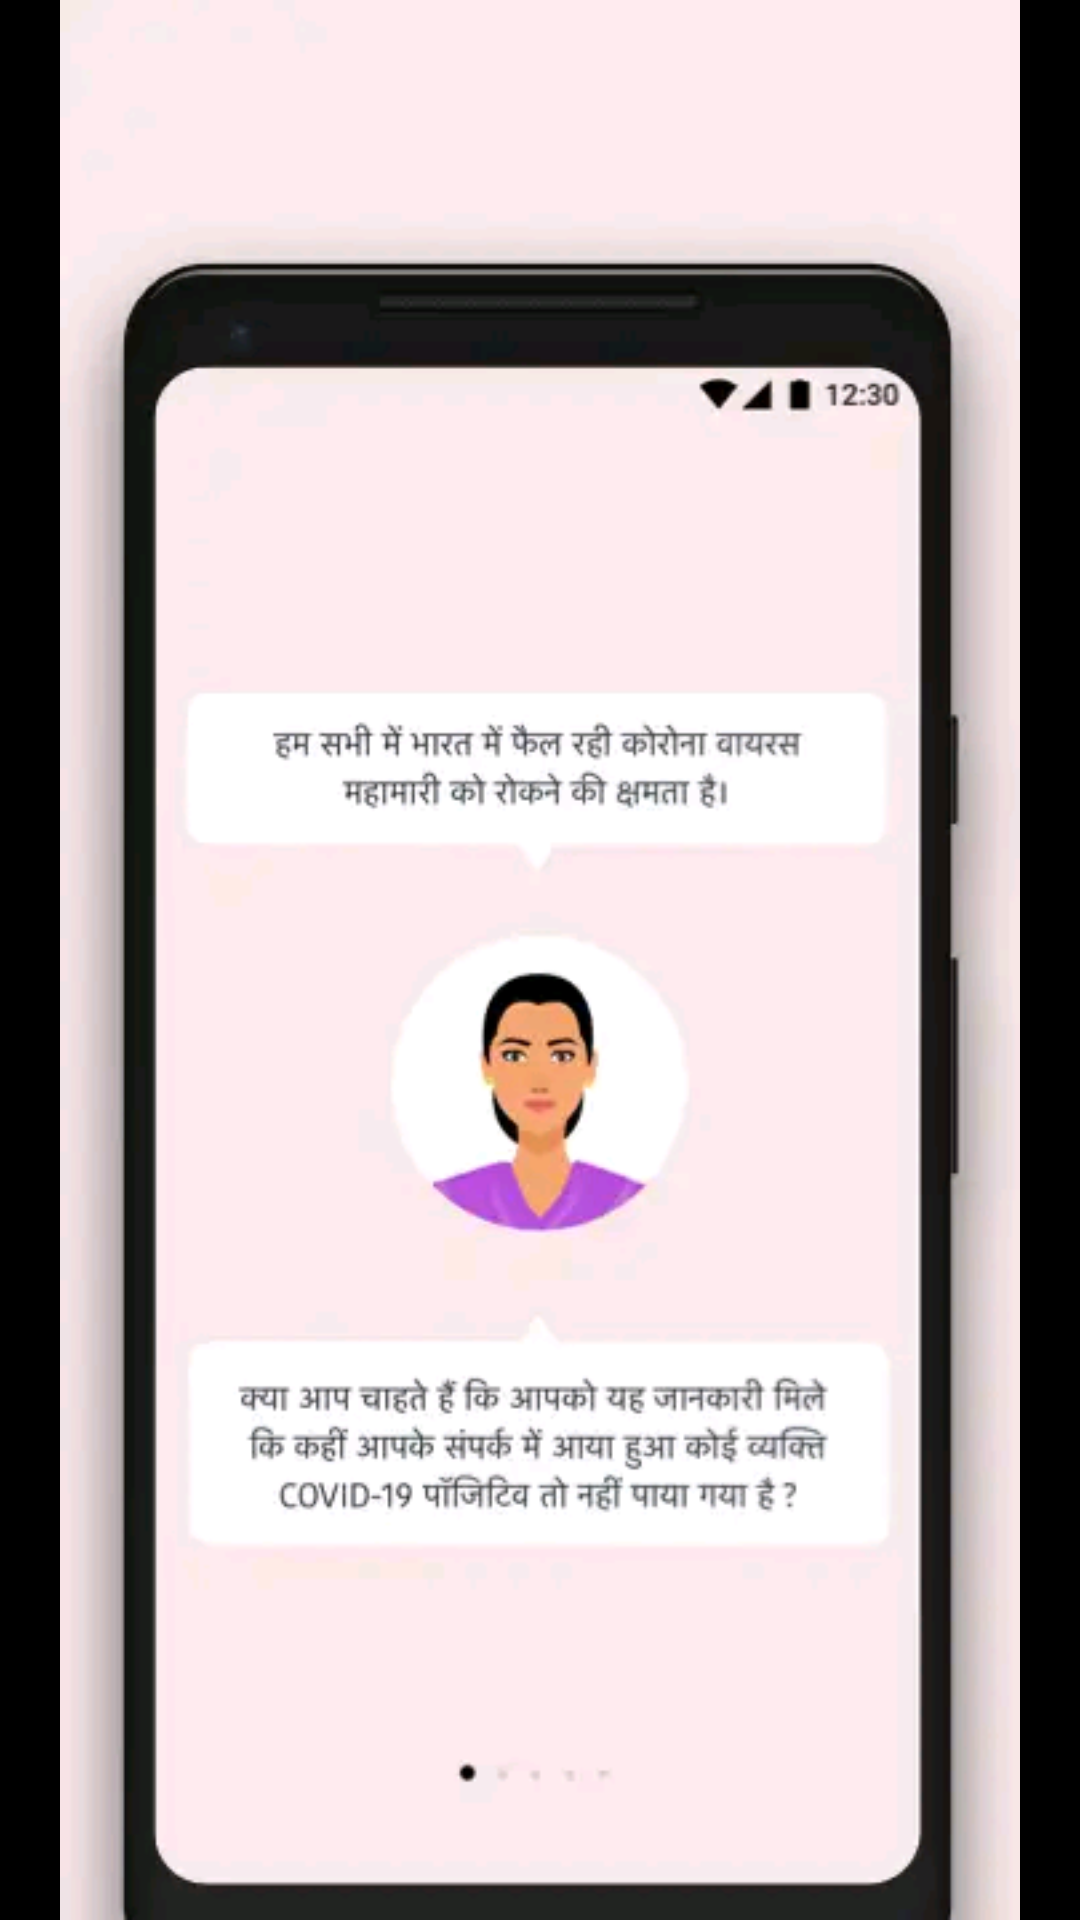 12:30
हम सभी में भारत में फैल रही कोरोना वायरस
महामारी को रोकने की क्षमता है।
क्या आप चाहते हैं कि आपको यह जानकारी मिले
कि कहीं आपके संपर्क में आया हुआ कोई व्यक्ति
COVID-19 पॉजिटिव तो नहीं पाया गया है ?